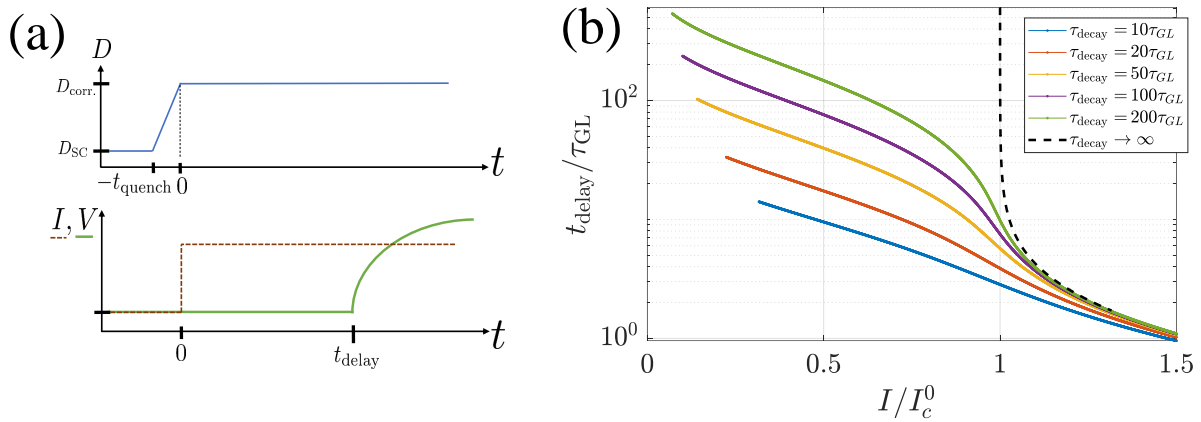 (a)
D
D_corr.
D_SC
−t_quench 0 t
I, V
0 t_delay t
(b)
t_delay/τ_GL
10^2
10^0
0 0.5 1 1.5
I/I_c^0
τ_decay = 10τ_GL
τ_decay = 20τ_GL
τ_decay = 50τ_GL
τ_decay = 100τ_GL
τ_decay = 200τ_GL
τ_decay → ∞